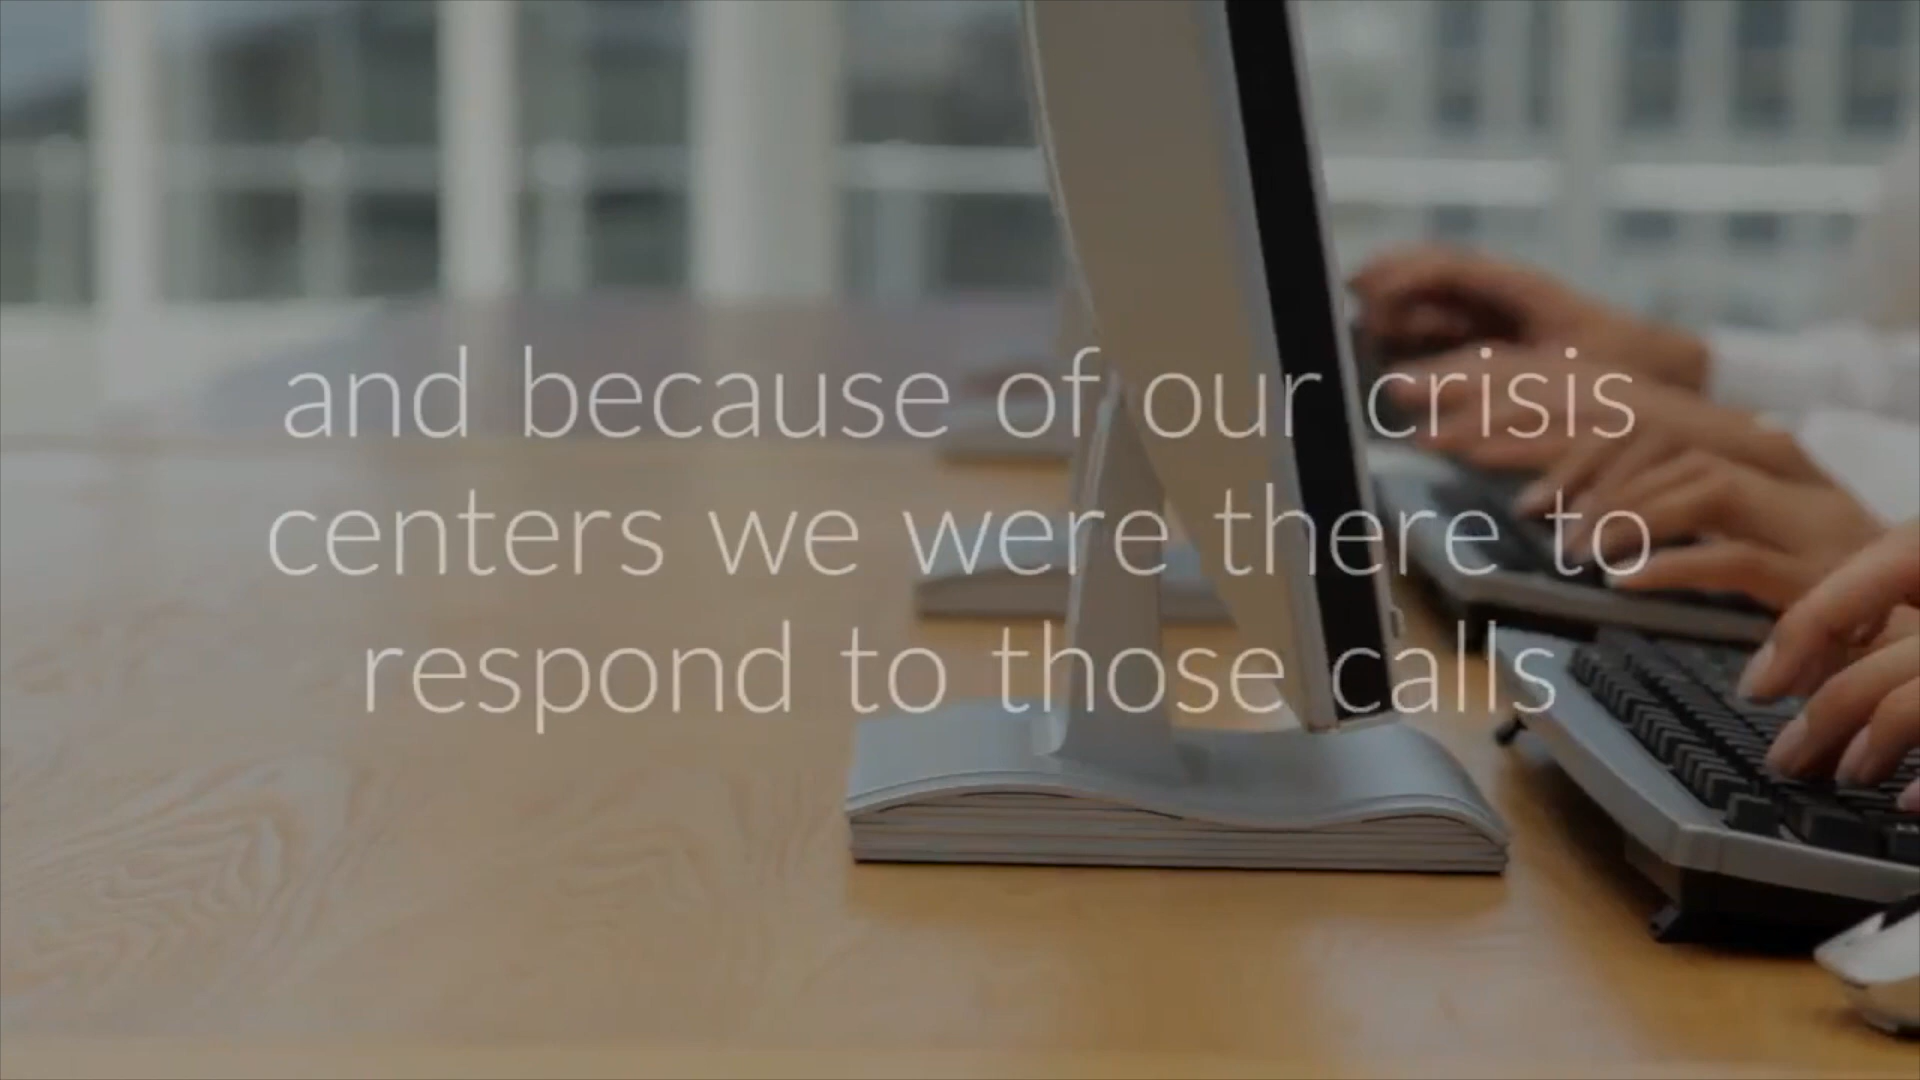 and because of our crisis
centers we were there to
respond to those calls